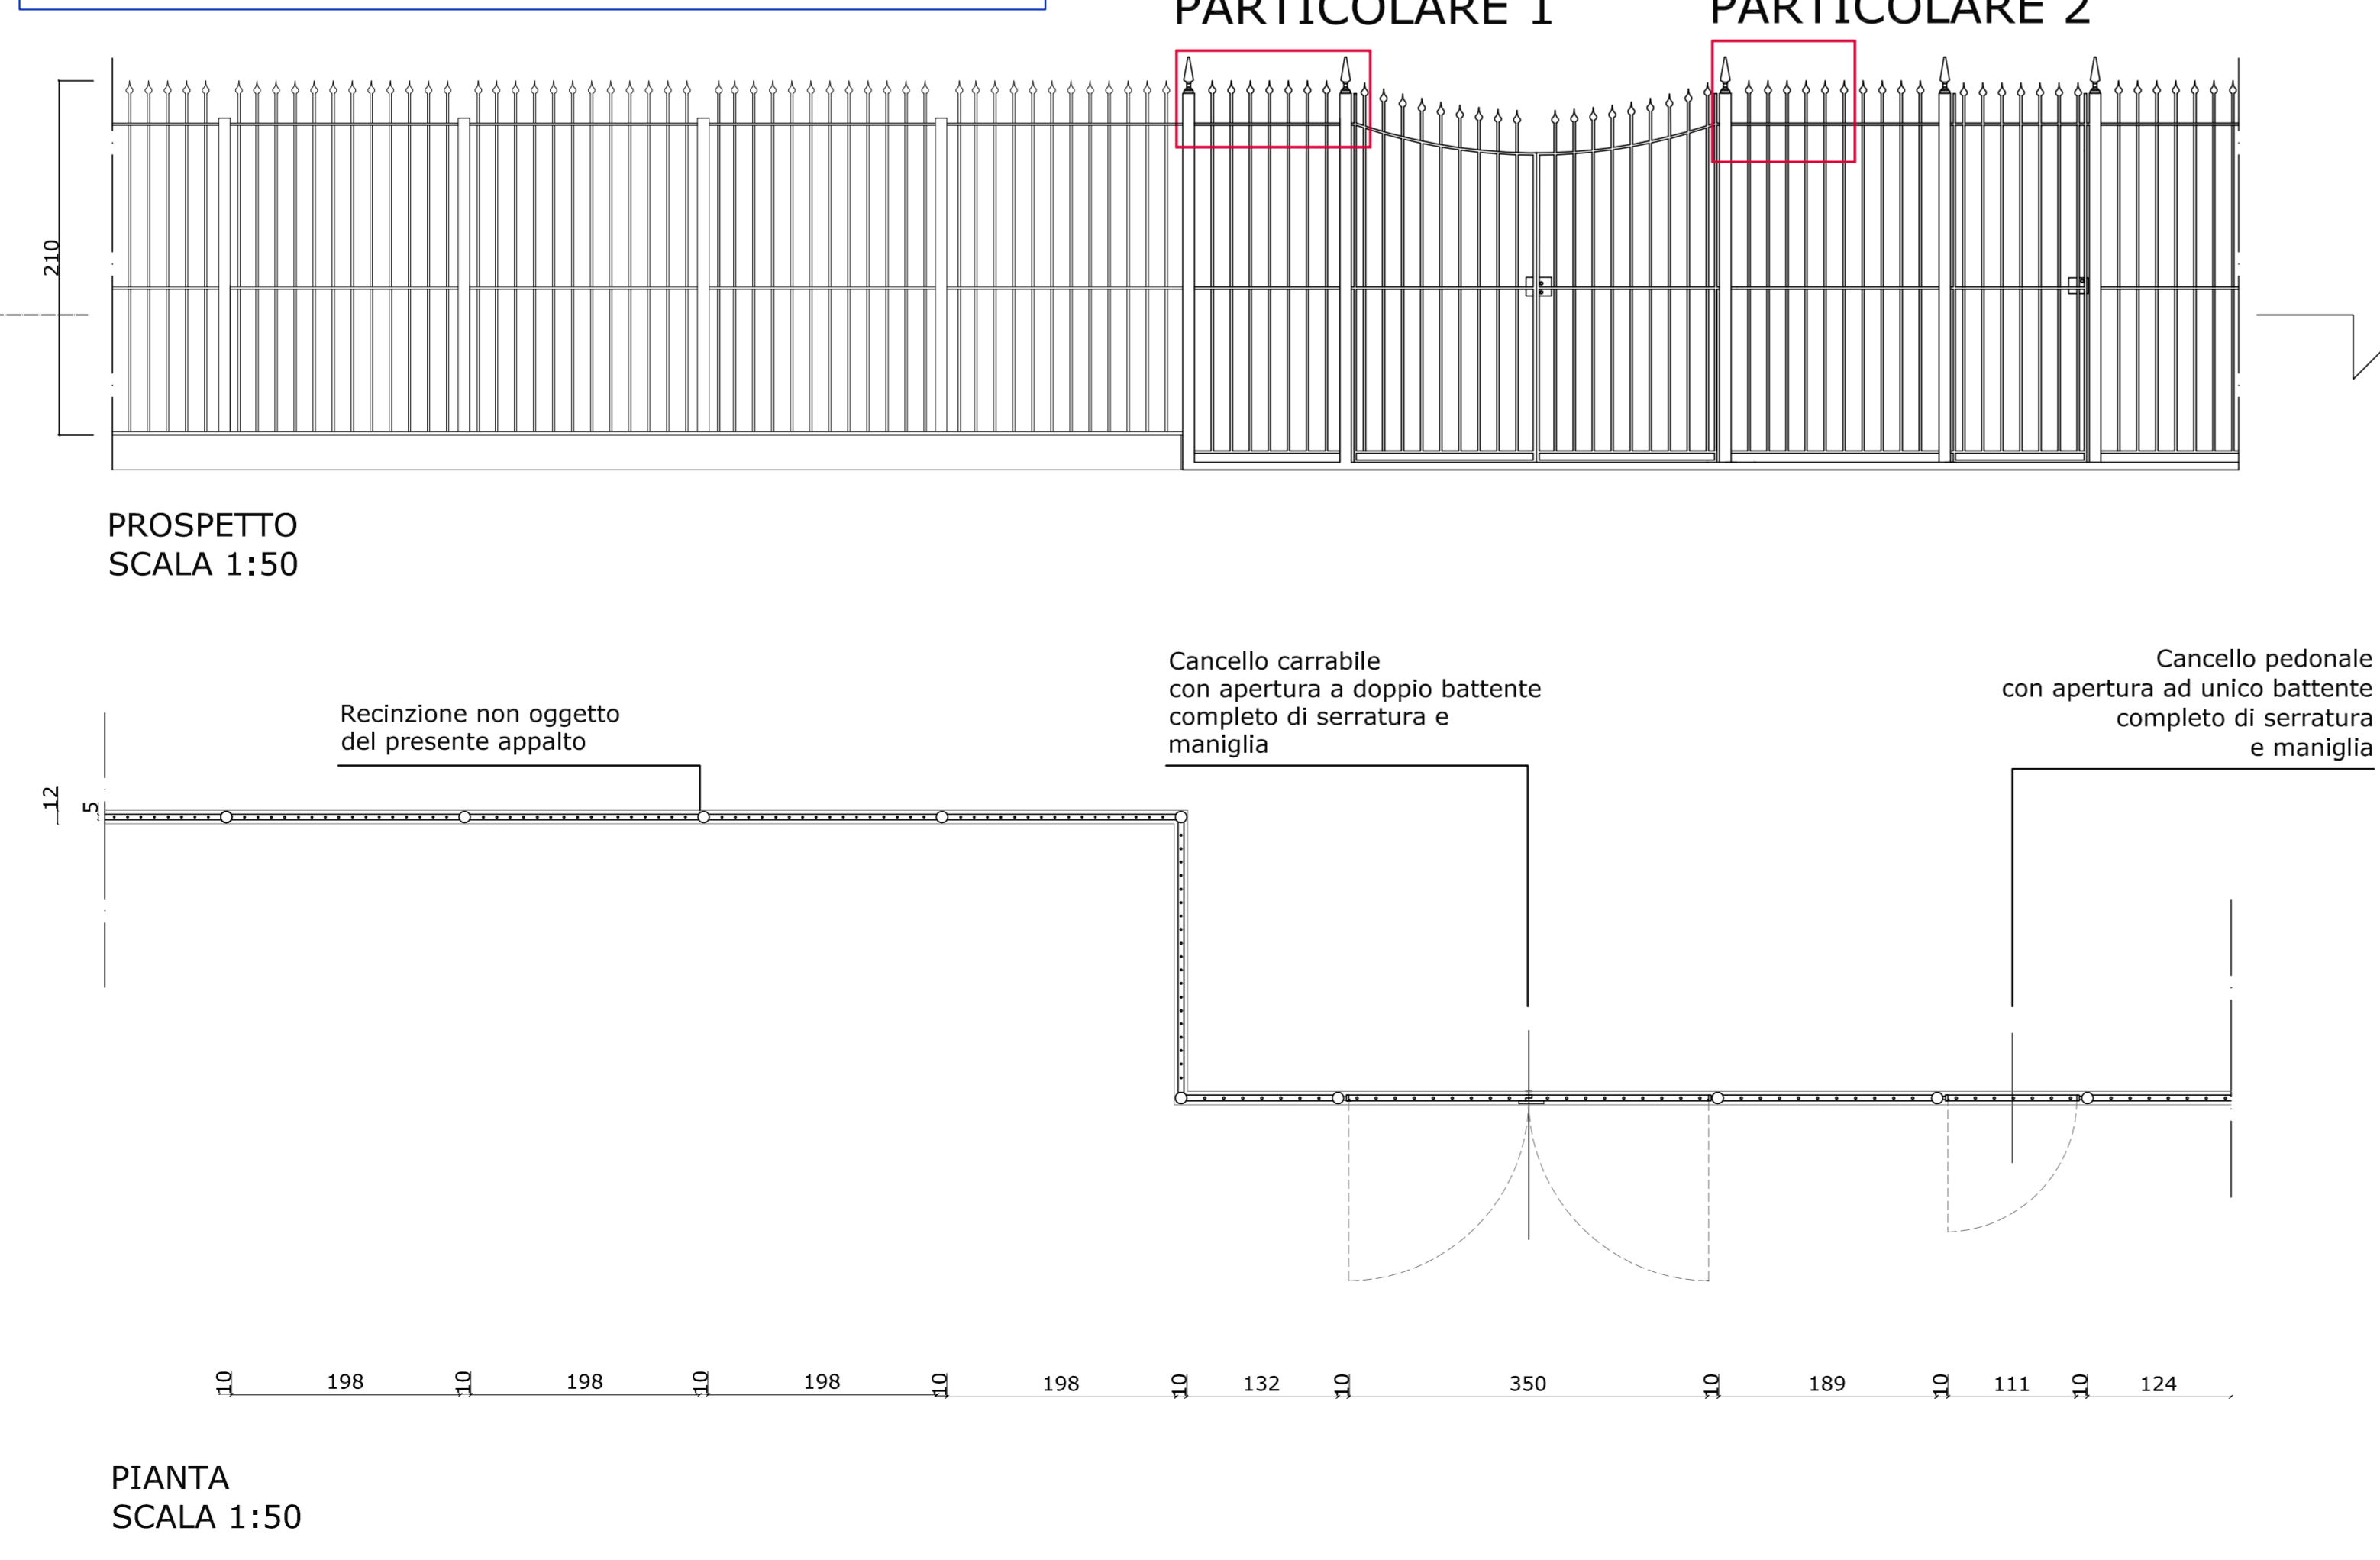 PARTICOLARE 1
PARTICOLARE 2
210
PROSPETTO
SCALA 1:50
Recinzione non oggetto
del presente appalto
Cancello carrabile
con apertura a doppio battente
completo di serratura e
maniglia
Cancello pedonale
con apertura ad unico battente
completo di serratura
e maniglia
12
5
10 198 10 198 10 198 10 198 10 132 10 350 10 189 10 111 10 124
PIANTA
SCALA 1:50